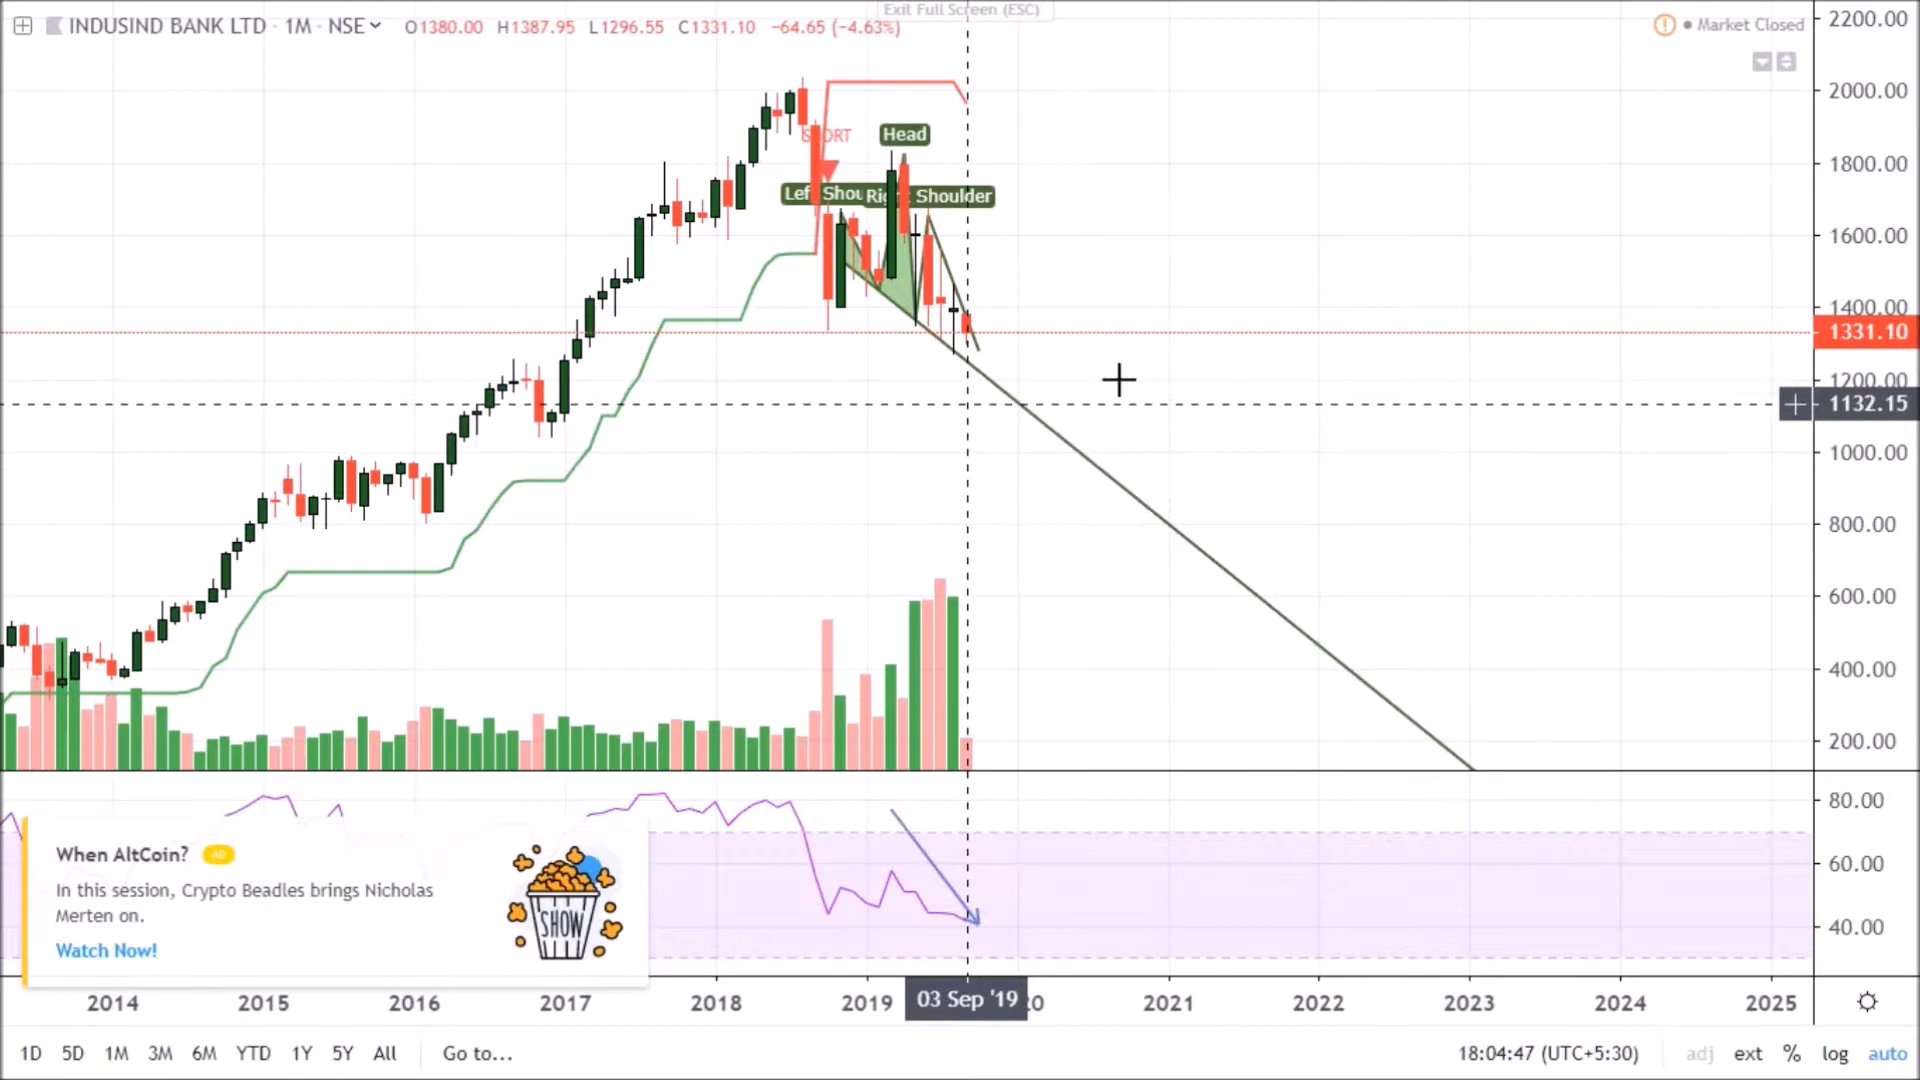 Exit Full Screen (ESC)
INDUSIND BANK LTD · 1M · NSE O1380.00 H1387.95 L1296.55 C1331.10 −64.65 (−4.63%)
Market Closed
2200.00
2000.00
Head
1800.00
Right Shoulder
1600.00
1400.00
1331.10
1200.00
1132.15
1000.00
800.00
600.00
400.00
200.00
80.00
60.00
40.00
When AltCoin? AD
In this session, Crypto Beadles brings Nicholas
Merten on.
Watch Now!
SHOW
2014 2015 2016 2017 2018 2019 03 Sep '19 2021 2022 2023 2024 2025
1D 5D 1M 3M 6M YTD 1Y 5Y All Go to... 18:04:47 (UTC+5:30) adj ext % log auto